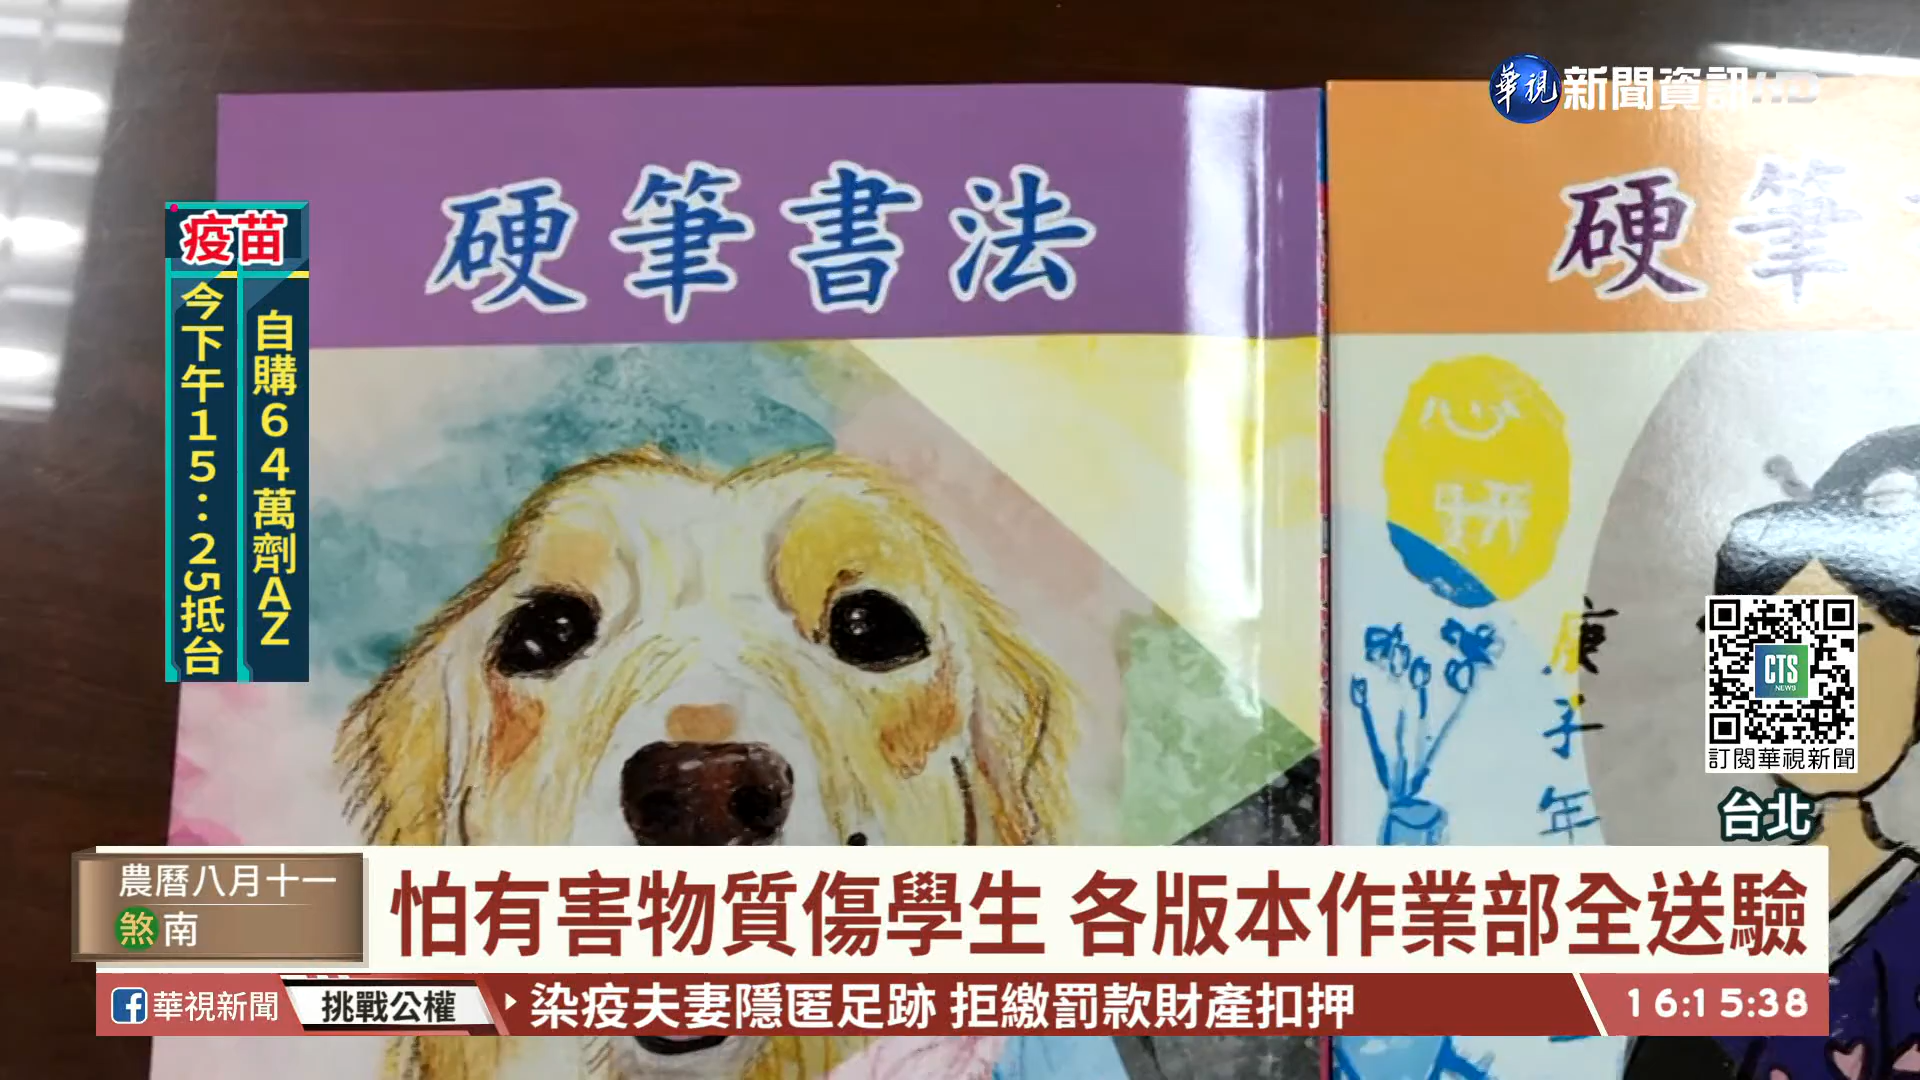 華視 新聞資訊 HD
硬筆書法
硬筆
疫苗
自購64萬劑AZ
今下午15:25抵台
庚子年
CTS
NEWS
訂閱華視新聞
台北
農曆八月十一
煞 南
怕有害物質傷學生 各版本作業部全送驗
華視新聞 挑戰公權 染疫夫妻隱匿足跡 拒繳罰款財產扣押
16:15:38